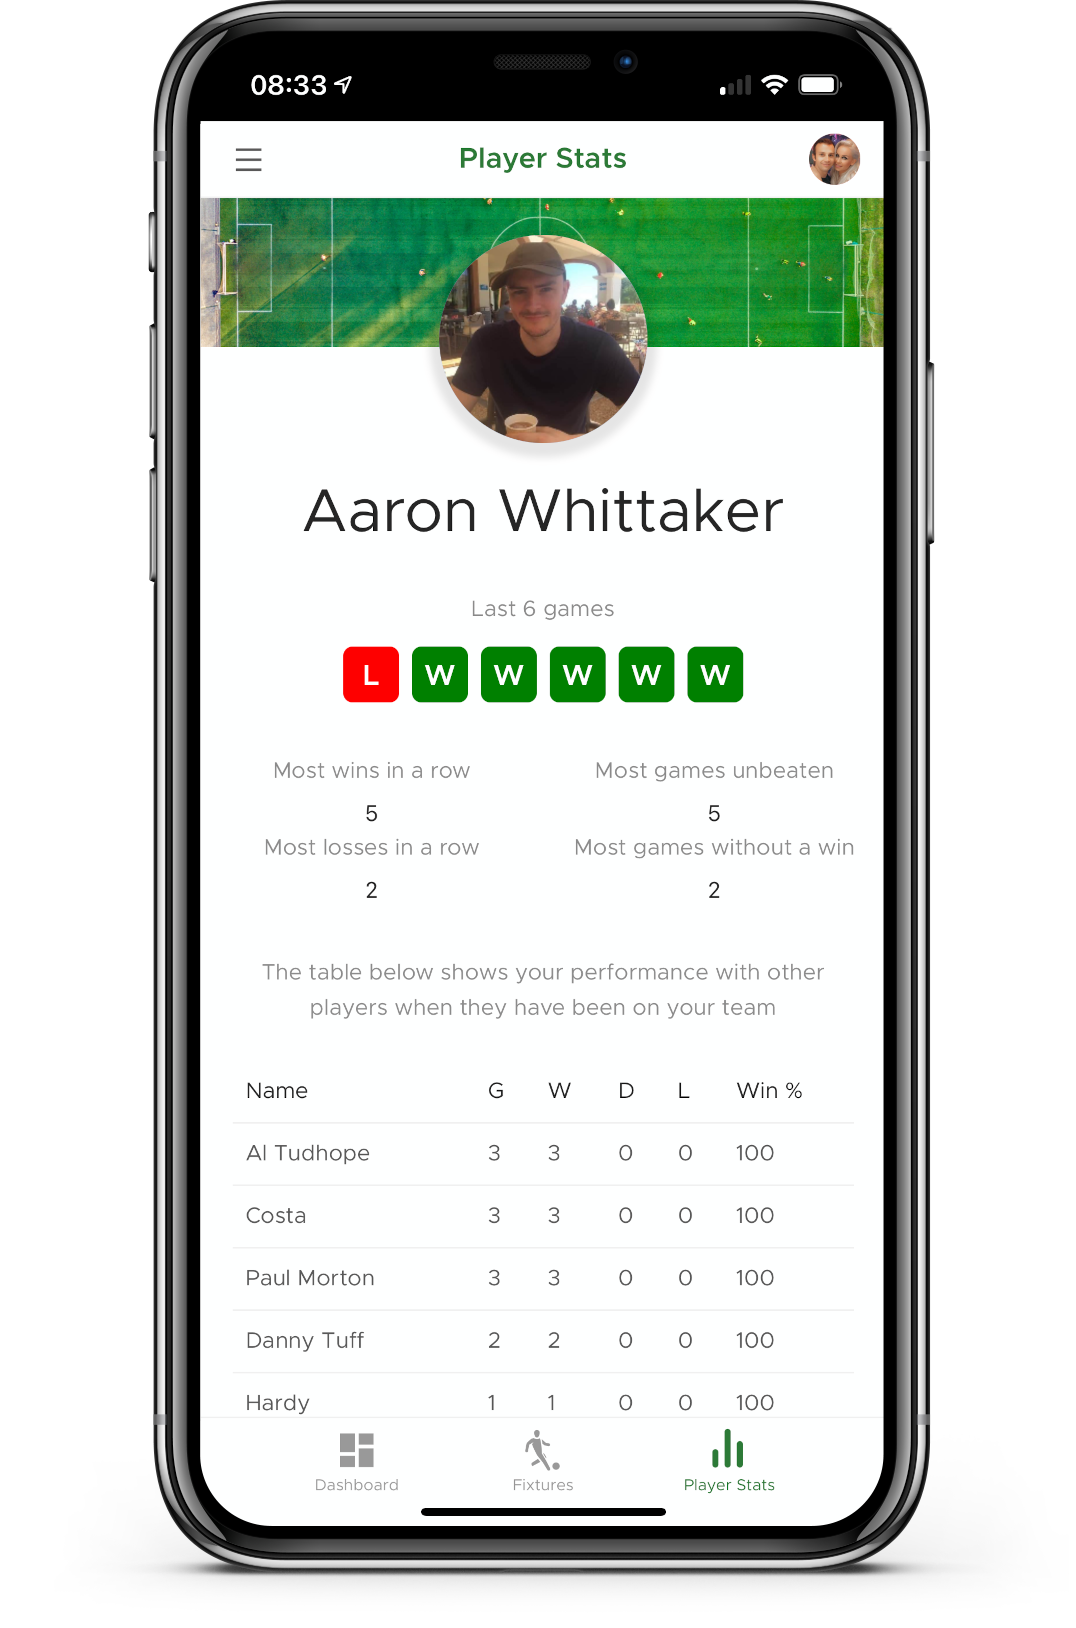 08:33
Player Stats
Aaron Whittaker
Last 6 games
L W W W W W
Most wins in a row Most games unbeaten
5 5
Most losses in a row Most games without a win
2 2
The table below shows your performance with other
players when they have been on your team
Name G W D L Win %
Al Tudhope 3 3 0 0 100
Costa 3 3 0 0 100
Paul Morton 3 3 0 0 100
Danny Tuff 2 2 0 0 100
Hardy 1 1 0 0 100
Dashboard Fixtures Player Stats